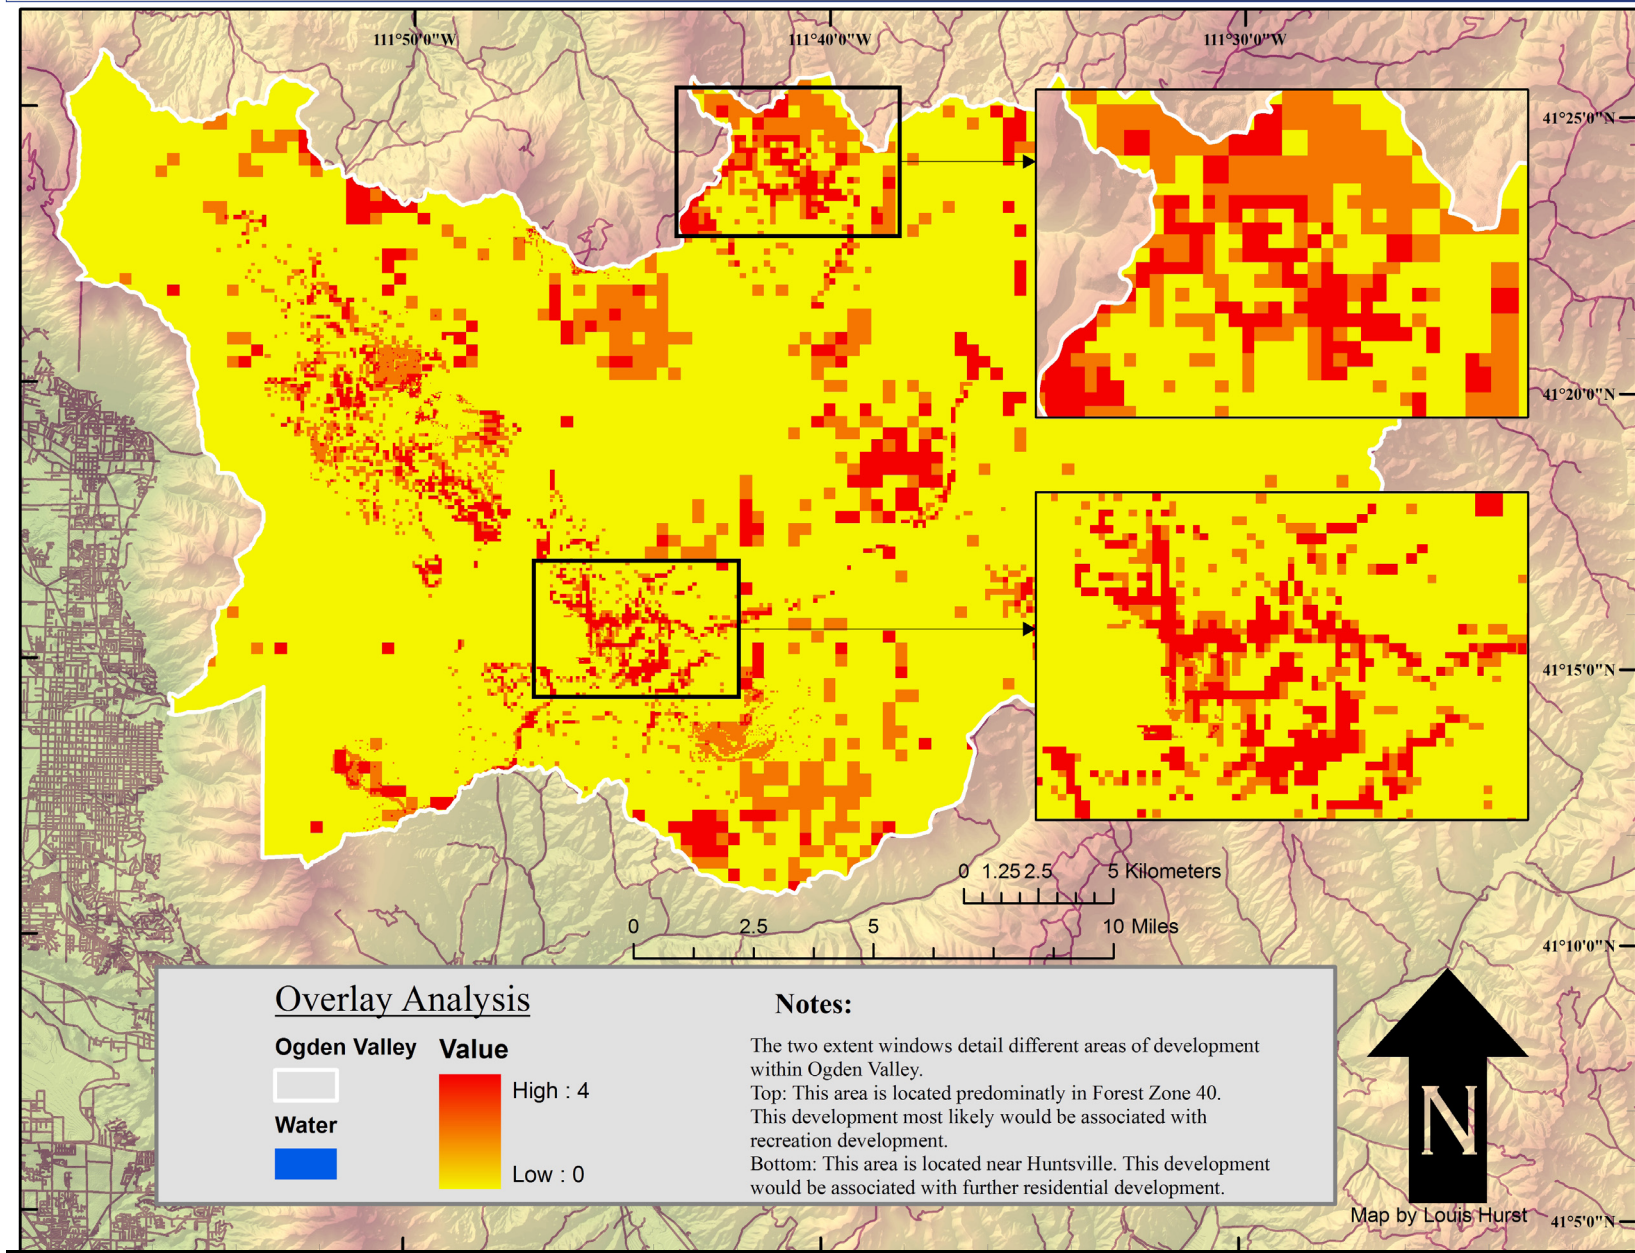 111°50'0"W
111°40'0"W
111°30'0"W
41°25'0"N
41°20'0"N
41°15'0"N
0 1.25 2.5 5 Kilometers
0 2.5 5 10 Miles
41°10'0"N
Overlay Analysis
Ogden Valley
Value
High : 4
Water
Low : 0
Notes:
The two extent windows detail different areas of development
within Ogden Valley.
Top: This area is located predominatly in Forest Zone 40.
This development most likely would be associated with
recreation development.
Bottom: This area is located near Huntsville. This development
would be associated with further residential development.
N
Map by Louis Hurst
41°5'0"N